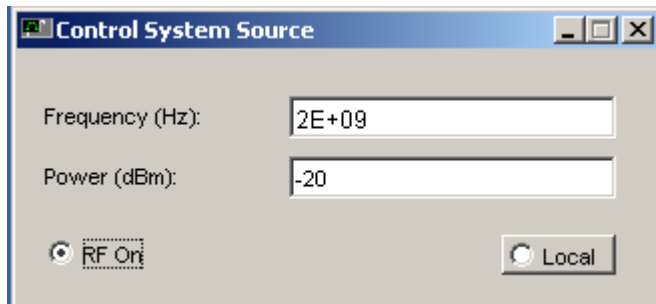 Control System Source
Frequency (Hz): 2E+09
Power (dBm): -20
RF On Local